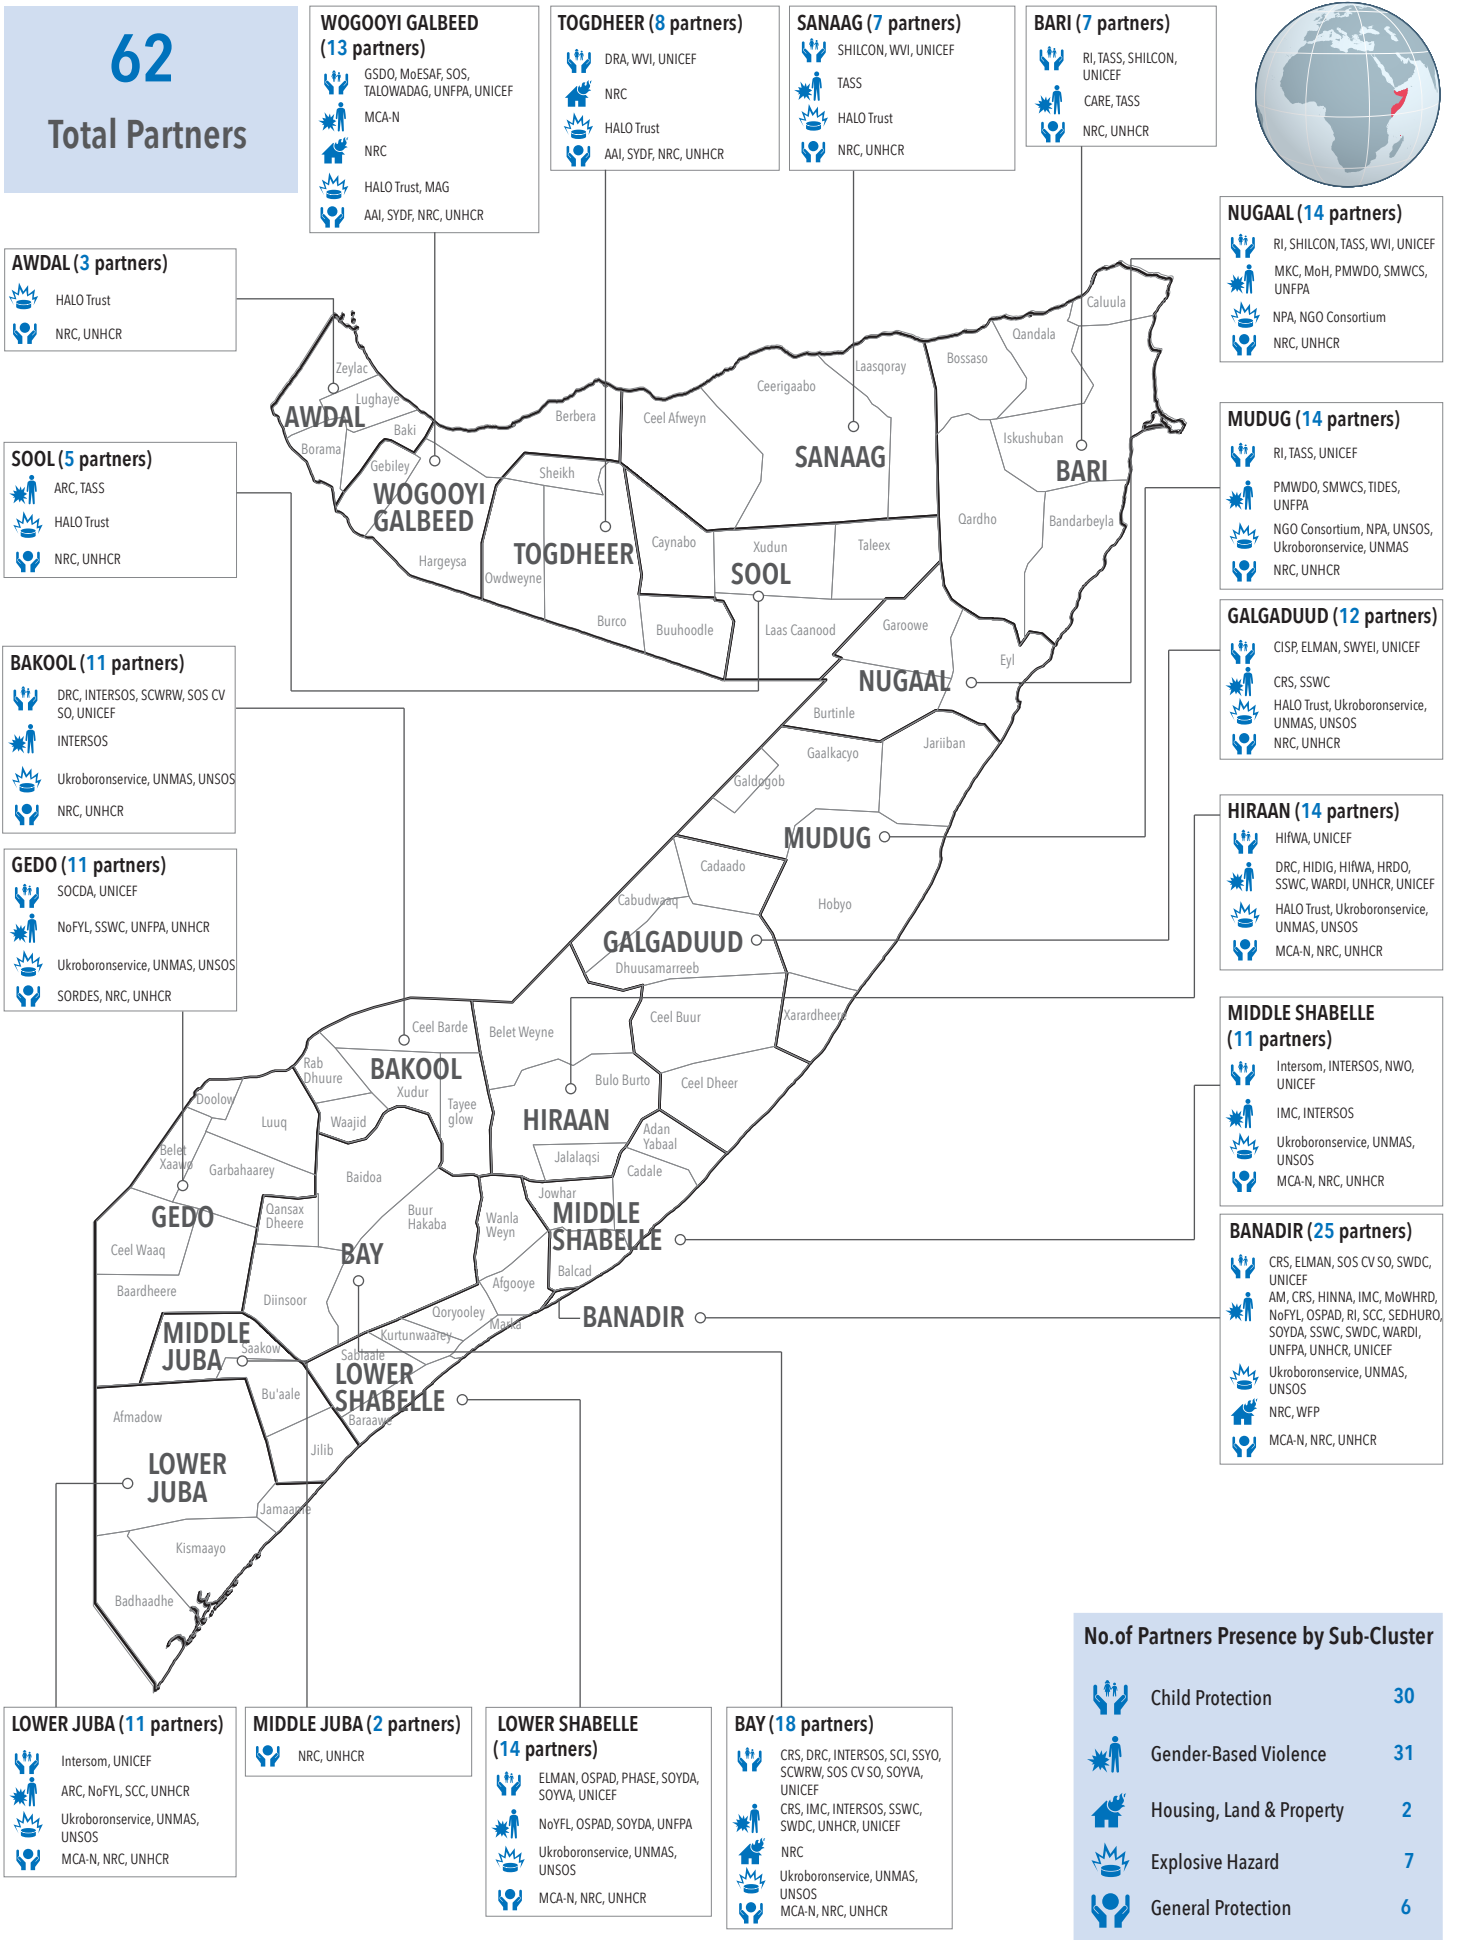 62
Total Partners
WOGOOYI GALBEED
(13 partners)
GSDO, MoESAF, SOS,
TALOWADAG, UNFPA, UNICEF
MCA-N
NRC
HALO Trust, MAG
AAI, SYDF, NRC, UNHCR
TOGDHEER (8 partners)
DRA, WVI, UNICEF
NRC
HALO Trust
AAI, SYDF, NRC, UNHCR
SANAAG (7 partners)
SHILCON, WVI, UNICEF
TASS
HALO Trust
NRC, UNHCR
BARI (7 partners)
RI, TASS, SHILCON,
UNICEF
CARE, TASS
NRC, UNHCR
AWDAL (3 partners)
HALO Trust
NRC, UNHCR
SOOL (5 partners)
ARC, TASS
HALO Trust
NRC, UNHCR
BAKOOL (11 partners)
DRC, INTERSOS, SCWRW, SOS CV
SO, UNICEF
INTERSOS
Ukroboronservice, UNMAS, UNSOS
NRC, UNHCR
GEDO (11 partners)
SOCDA, UNICEF
NoFYL, SSWC, UNFPA, UNHCR
Ukroboronservice, UNMAS, UNSOS
SORDES, NRC, UNHCR
NUGAAL (14 partners)
RI, SHILCON, TASS, WVI, UNICEF
MKC, MoH, PMWDO, SMWCS,
UNFPA
NPA, NGO Consortium
NRC, UNHCR
MUDUG (14 partners)
RI, TASS, UNICEF
PMWDO, SMWCS, TIDES,
UNFPA
NGO Consortium, NPA, UNSOS,
Ukroboronservice, UNMAS
NRC, UNHCR
GALGADUUD (12 partners)
CISP, ELMAN, SWYEI, UNICEF
CRS, SSWC
HALO Trust, Ukroboronservice,
UNMAS, UNSOS
NRC, UNHCR
HIRAAN (14 partners)
HIfWA, UNICEF
DRC, HIDIG, HIfWA, HRDO,
SSWC, WARDI, UNHCR, UNICEF
HALO Trust, Ukroboronservice,
UNMAS, UNSOS
MCA-N, NRC, UNHCR
MIDDLE SHABELLE
(11 partners)
Intersom, INTERSOS, NWO,
UNICEF
IMC, INTERSOS
Ukroboronservice, UNMAS,
UNSOS
MCA-N, NRC, UNHCR
BANADIR (25 partners)
CRS, ELMAN, SOS CV SO, SWDC,
UNICEF
AM, CRS, HINNA, IMC, MoWHRD,
NoFYL, OSPAD, RI, SCC, SEDHURO,
SOYDA, SSWC, SWDC, WARDI,
UNFPA, UNHCR, UNICEF
Ukroboronservice, UNMAS,
UNSOS
NRC, WFP
MCA-N, NRC, UNHCR
Zeylac
Lughaye
AWDAL
Baki
Borama
Gebiley
WOGOOYI
GALBEED
Hargeysa
Berbera
Sheikh
TOGDHEER
Owdweyne
Burco
Buuhoodle
Ceel Afweyn
Ceerigaabo
Laasqoray
SANAAG
Caynabo
Xudun
Taleex
SOOL
Laas Caanood
Caluula
Qandala
Bossaso
Iskushuban
BARI
Qardho
Bandarbeyla
Garoowe
Eyl
NUGAAL
Burtinle
Jariiban
Gaalkacyo
Galdogob
MUDUG
Hobyo
Xarardheere
Cadaado
Cabudwaaq
GALGADUUD
Dhuusamarreeb
Ceel Buur
Ceel Dheer
Belet Weyne
Bulo Burto
HIRAAN
Jalalaqsi
Ceel Barde
BAKOOL
Rab
Dhuure
Xudur
Tayee
glow
Waajid
Doolow
Luuq
Belet
Xaawo
Garbahaarey
GEDO
Ceel Waaq
Baardheere
Baidoa
Qansax
Dheere
Buur
Hakaba
BAY
Diinsoor
Adan
Yabaal
Cadale
Jowhar
MIDDLE
SHABELLE
Balcad
Wanla
Weyn
Afgooye
BANADIR
Qoryooley
Marka
Kurtunwaarey
Sablaale
LOWER
SHABELLE
Baraawe
MIDDLE
JUBA
Saakow
Bu'aale
Jilib
Afmadow
LOWER
JUBA
Jamaame
Kismaayo
Badhaadhe
LOWER JUBA (11 partners)
Intersom, UNICEF
ARC, NoFYL, SCC, UNHCR
Ukroboronservice, UNMAS,
UNSOS
MCA-N, NRC, UNHCR
MIDDLE JUBA (2 partners)
NRC, UNHCR
LOWER SHABELLE
(14 partners)
ELMAN, OSPAD, PHASE, SOYDA,
SOYVA, UNICEF
NoYFL, OSPAD, SOYDA, UNFPA
Ukroboronservice, UNMAS,
UNSOS
MCA-N, NRC, UNHCR
BAY (18 partners)
CRS, DRC, INTERSOS, SCI, SSYO,
SCWRW, SOS CV SO, SOYVA,
UNICEF
CRS, IMC, INTERSOS, SSWC,
SWDC, UNHCR, UNICEF
NRC
Ukroboronservice, UNMAS,
UNSOS
MCA-N, NRC, UNHCR
No.of Partners Presence by Sub-Cluster
Child Protection 30
Gender-Based Violence 31
Housing, Land & Property 2
Explosive Hazard 7
General Protection 6